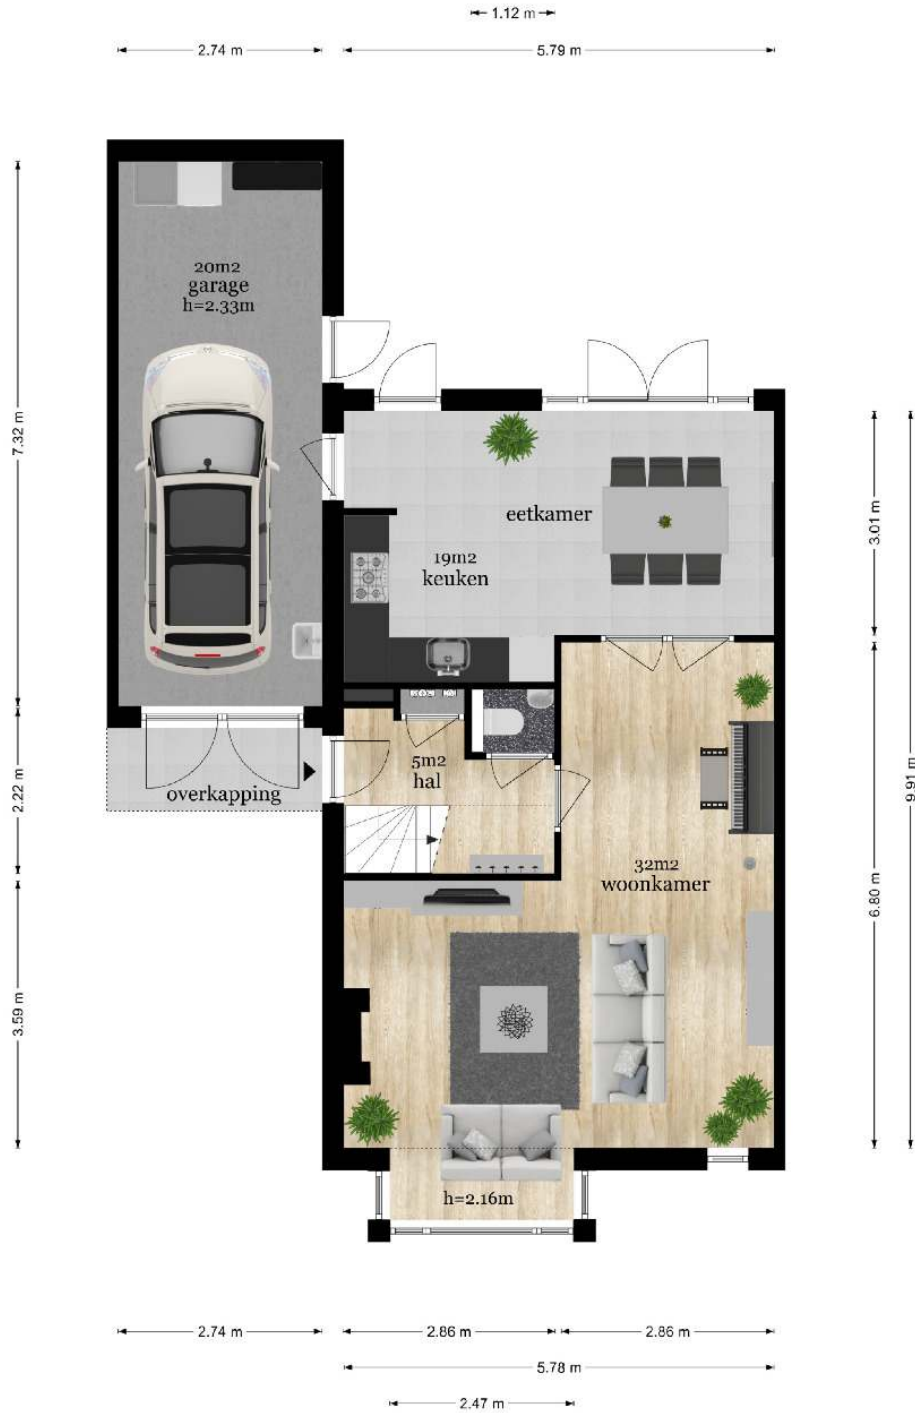 1.12 m
2.74 m
5.79 m
20m2
garage
h=2.33m
7.32 m
eetkamer
3.01 m
19m2
keuken
5m2
hal
overkapping
2.22 m
9.91 m
32m2
woonkamer
6.80 m
3.59 m
h=2.16m
2.74 m
2.86 m
2.86 m
5.78 m
2.47 m